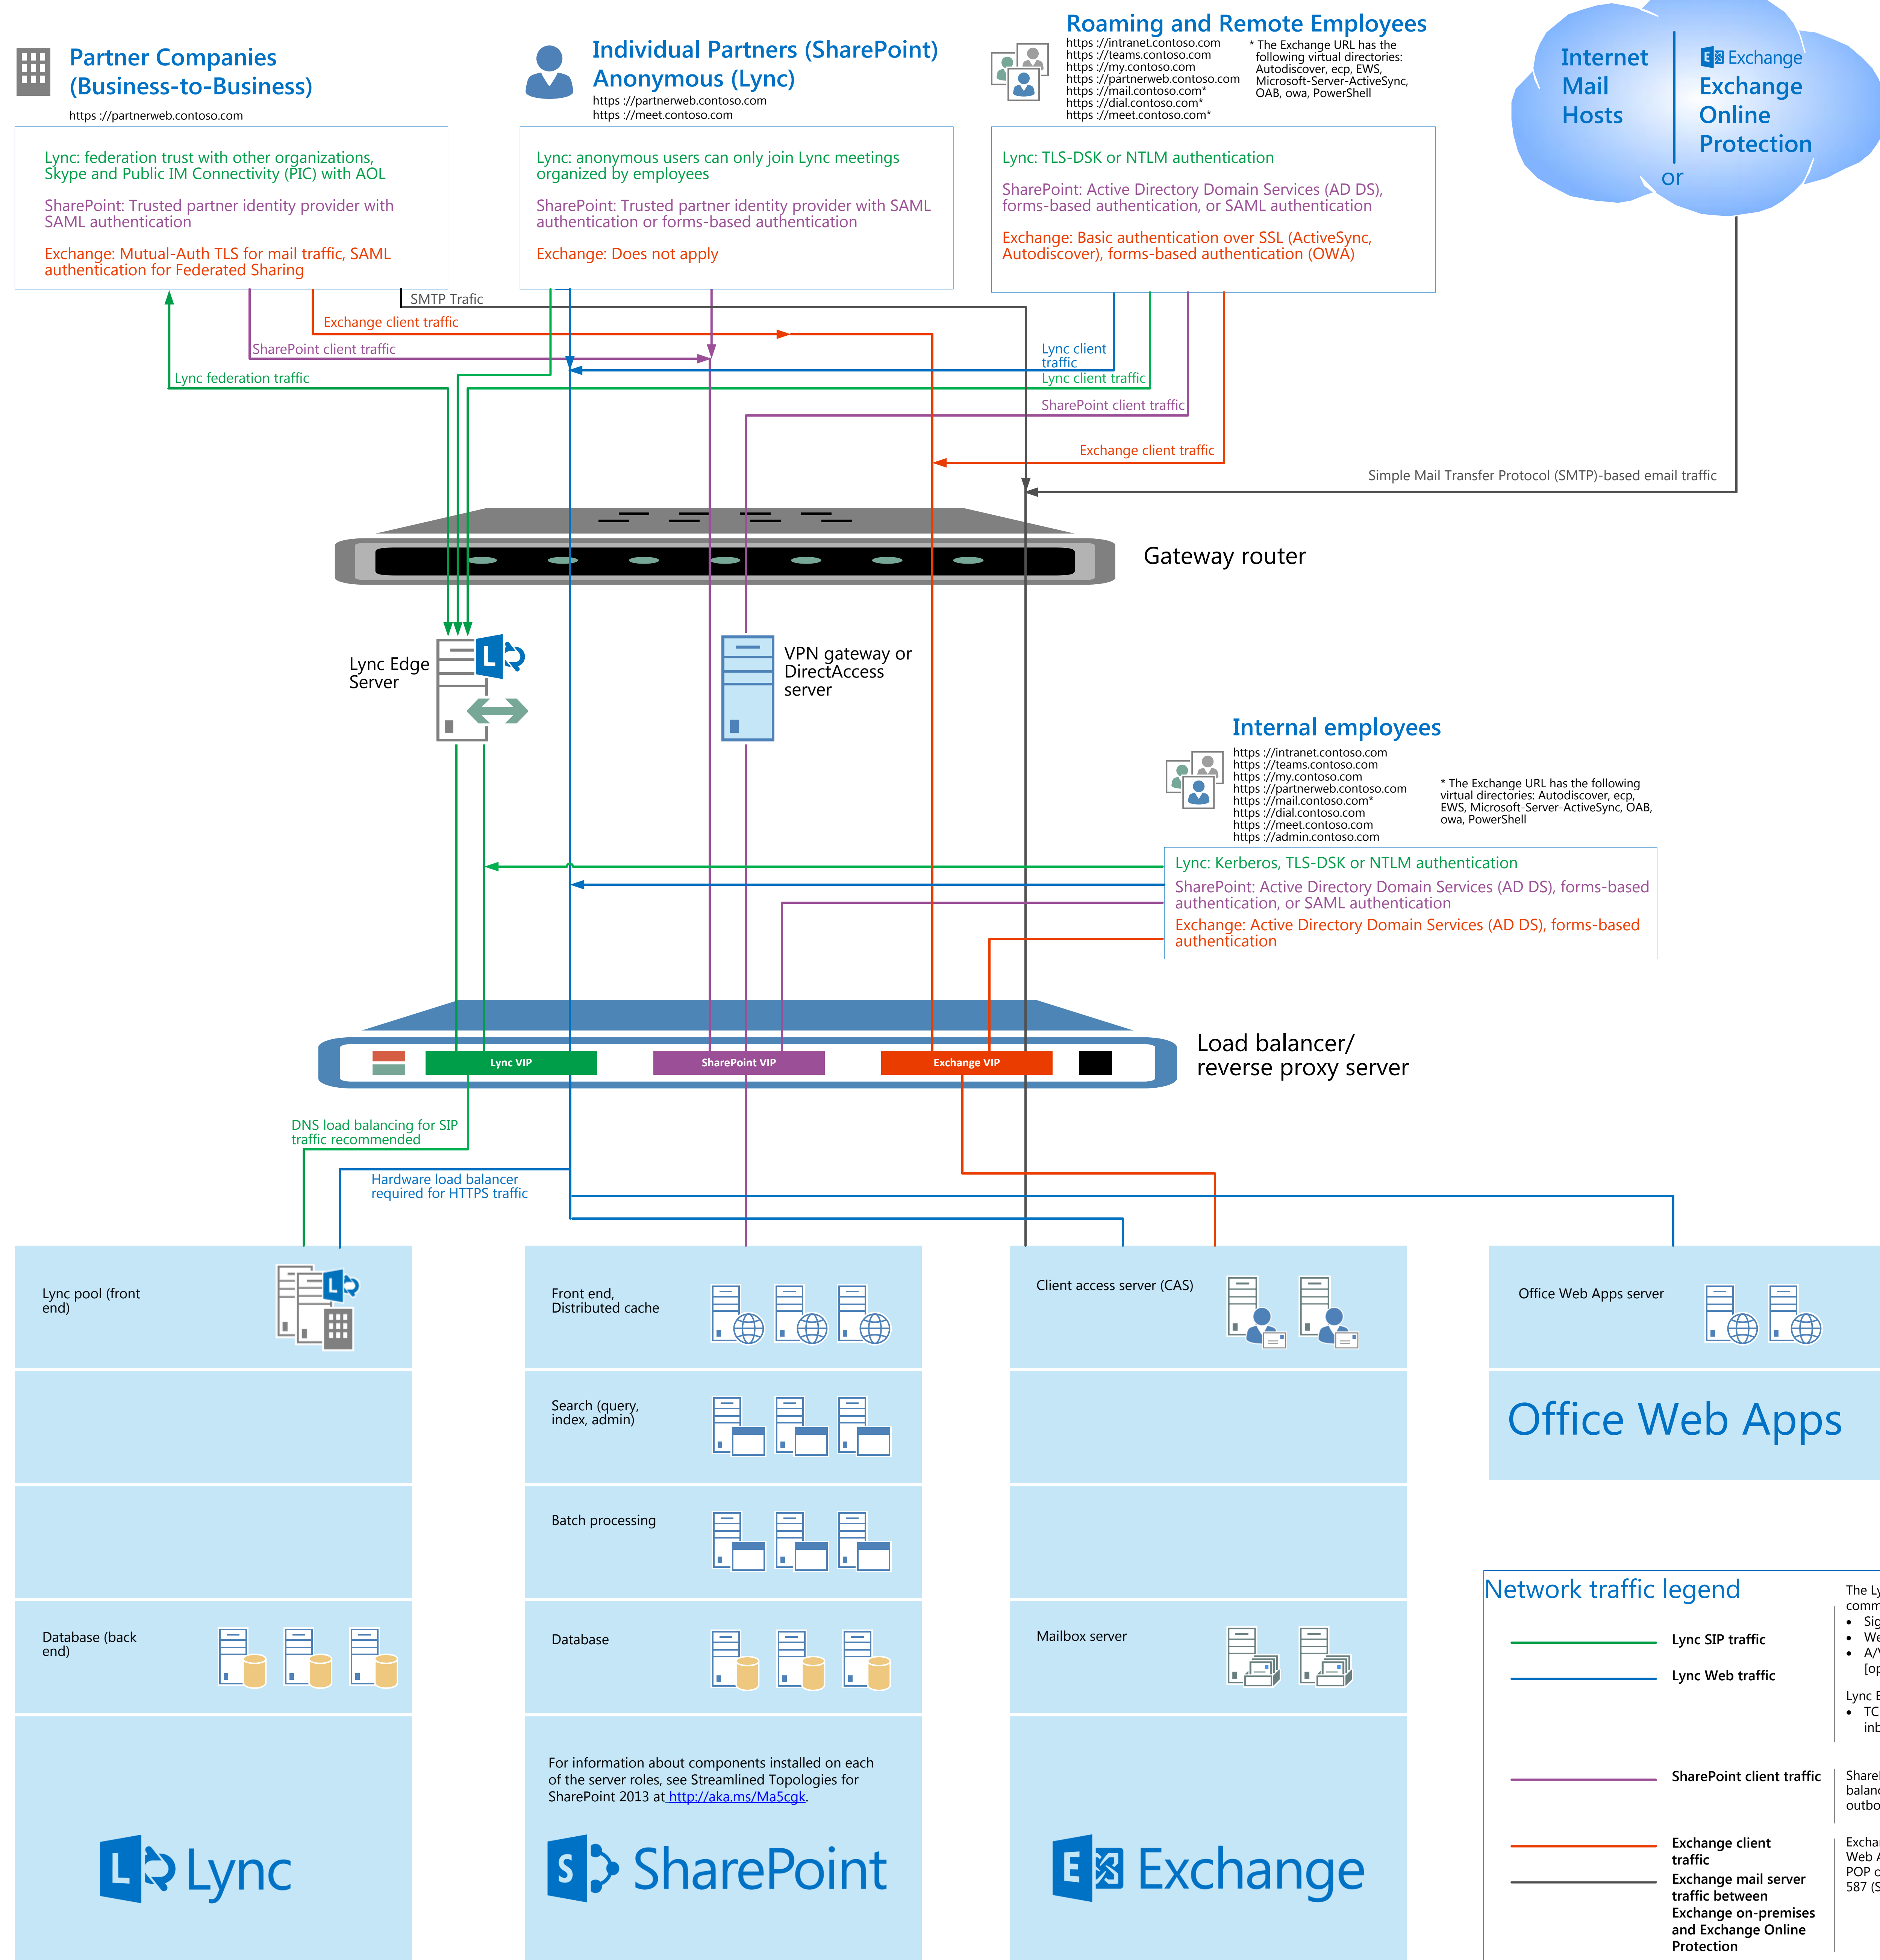 Partner Companies
(Business-to-Business)
https ://partnerweb.contoso.com
Lync: federation trust with other organizations,
Skype and Public IM Connectivity (PIC) with AOL
SharePoint: Trusted partner identity provider with
SAML authentication
Exchange: Mutual-Auth TLS for mail traffic, SAML
authentication for Federated Sharing
Individual Partners (SharePoint)
Anonymous (Lync)
https ://partnerweb.contoso.com
https ://meet.contoso.com
Lync: anonymous users can only join Lync meetings
organized by employees
SharePoint: Trusted partner identity provider with SAML
authentication or forms-based authentication
Exchange: Does not apply
Roaming and Remote Employees
https ://intranet.contoso.com
https ://teams.contoso.com
https ://my.contoso.com
https ://partnerweb.contoso.com
https ://mail.contoso.com*
https ://dial.contoso.com*
https ://meet.contoso.com*
* The Exchange URL has the
following virtual directories:
Autodiscover, ecp, EWS,
Microsoft-Server-ActiveSync,
OAB, owa, PowerShell
Lync: TLS-DSK or NTLM authentication
SharePoint: Active Directory Domain Services (AD DS),
forms-based authentication, or SAML authentication
Exchange: Basic authentication over SSL (ActiveSync,
Autodiscover), forms-based authentication (OWA)
Internet
Mail
Hosts
or
E Exchange
Exchange
Online
Protection
SMTP Trafic
Exchange client traffic
SharePoint client traffic
Lync federation traffic
Lync client
traffic
Lync client traffic
SharePoint client traffic
Exchange client traffic
Simple Mail Transfer Protocol (SMTP)-based email traffic
Gateway router
Lync Edge
Server
L
VPN gateway or
DirectAccess
server
Internal employees
https ://intranet.contoso.com
https ://teams.contoso.com
https ://my.contoso.com
https ://partnerweb.contoso.com
https ://mail.contoso.com*
https ://dial.contoso.com
https ://meet.contoso.com
https ://admin.contoso.com
* The Exchange URL has the following
virtual directories: Autodiscover, ecp,
EWS, Microsoft-Server-ActiveSync, OAB,
owa, PowerShell
Lync: Kerberos, TLS-DSK or NTLM authentication
SharePoint: Active Directory Domain Services (AD DS), forms-based
authentication, or SAML authentication
Exchange: Active Directory Domain Services (AD DS), forms-based
authentication
Lync VIP
SharePoint VIP
Exchange VIP
Load balancer/
reverse proxy server
DNS load balancing for SIP
traffic recommended
Hardware load balancer
required for HTTPS traffic
Lync pool (front
end)
L
Database (back
end)
L Lync
Front end,
Distributed cache
Search (query,
index, admin)
Batch processing
Database
For information about components installed on each
of the server roles, see Streamlined Topologies for
SharePoint 2013 at http://aka.ms/Ma5cgk.
S SharePoint
Client access server (CAS)
Mailbox server
E Exchange
Office Web Apps server
Office Web Apps
Network traffic legend
Lync SIP traffic
Lync Web traffic
SharePoint client traffic
Exchange client
traffic
Exchange mail server
traffic between
Exchange on-premises
and Exchange Online
Protection
The
• 
• 
• A/
Lync
•